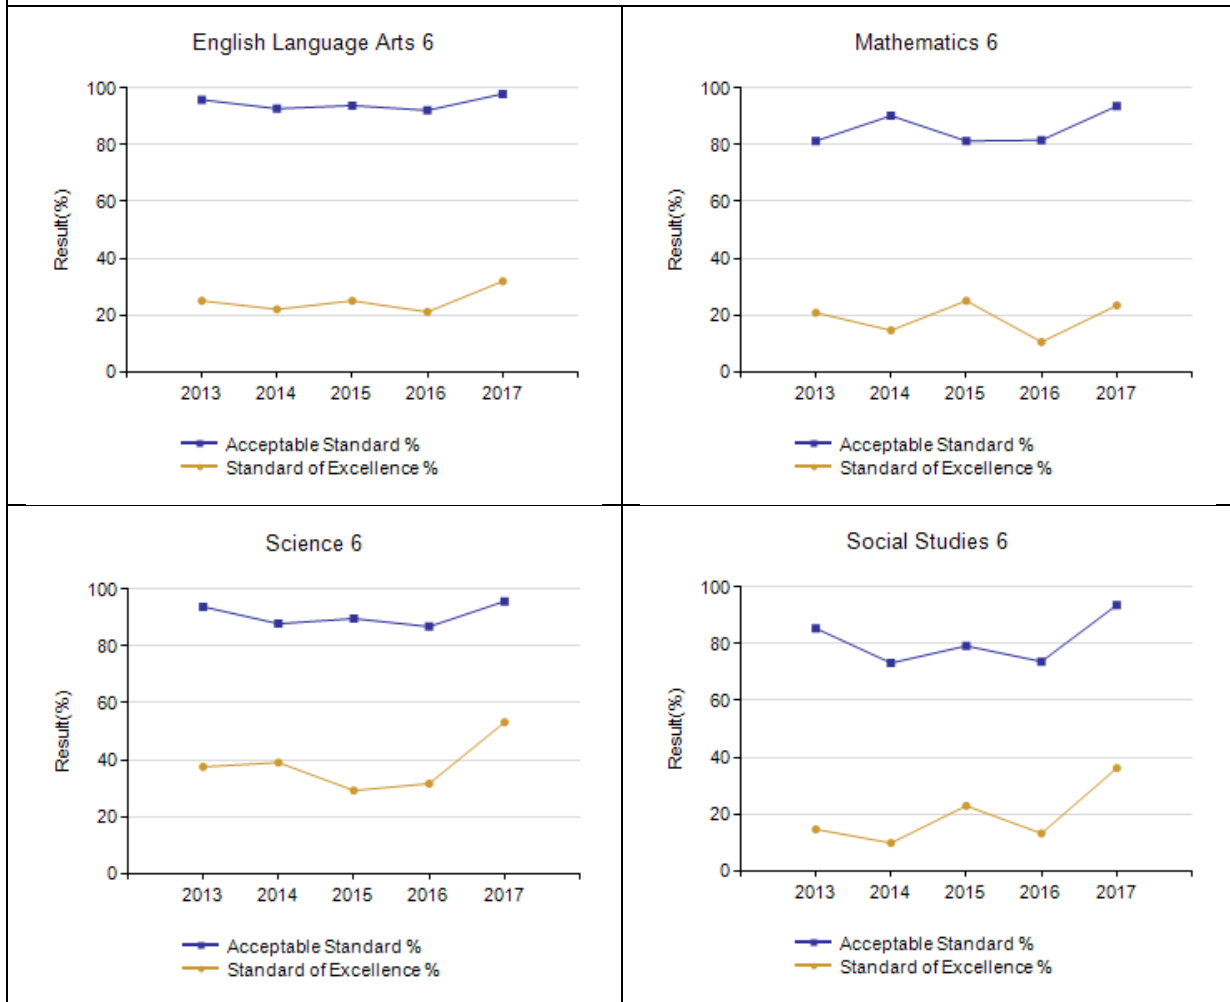 English Language Arts 6
100
80
60
40
20
0
Result(%)
2013 2014 2015 2016 2017
Acceptable Standard %
Standard of Excellence %
Mathematics 6
100
80
60
40
20
0
Result(%)
2013 2014 2015 2016 2017
Acceptable Standard %
Standard of Excellence %
Science 6
100
80
60
40
20
0
Result(%)
2013 2014 2015 2016 2017
Acceptable Standard %
Standard of Excellence %
Social Studies 6
100
80
60
40
20
0
Result(%)
2013 2014 2015 2016 2017
Acceptable Standard %
Standard of Excellence %